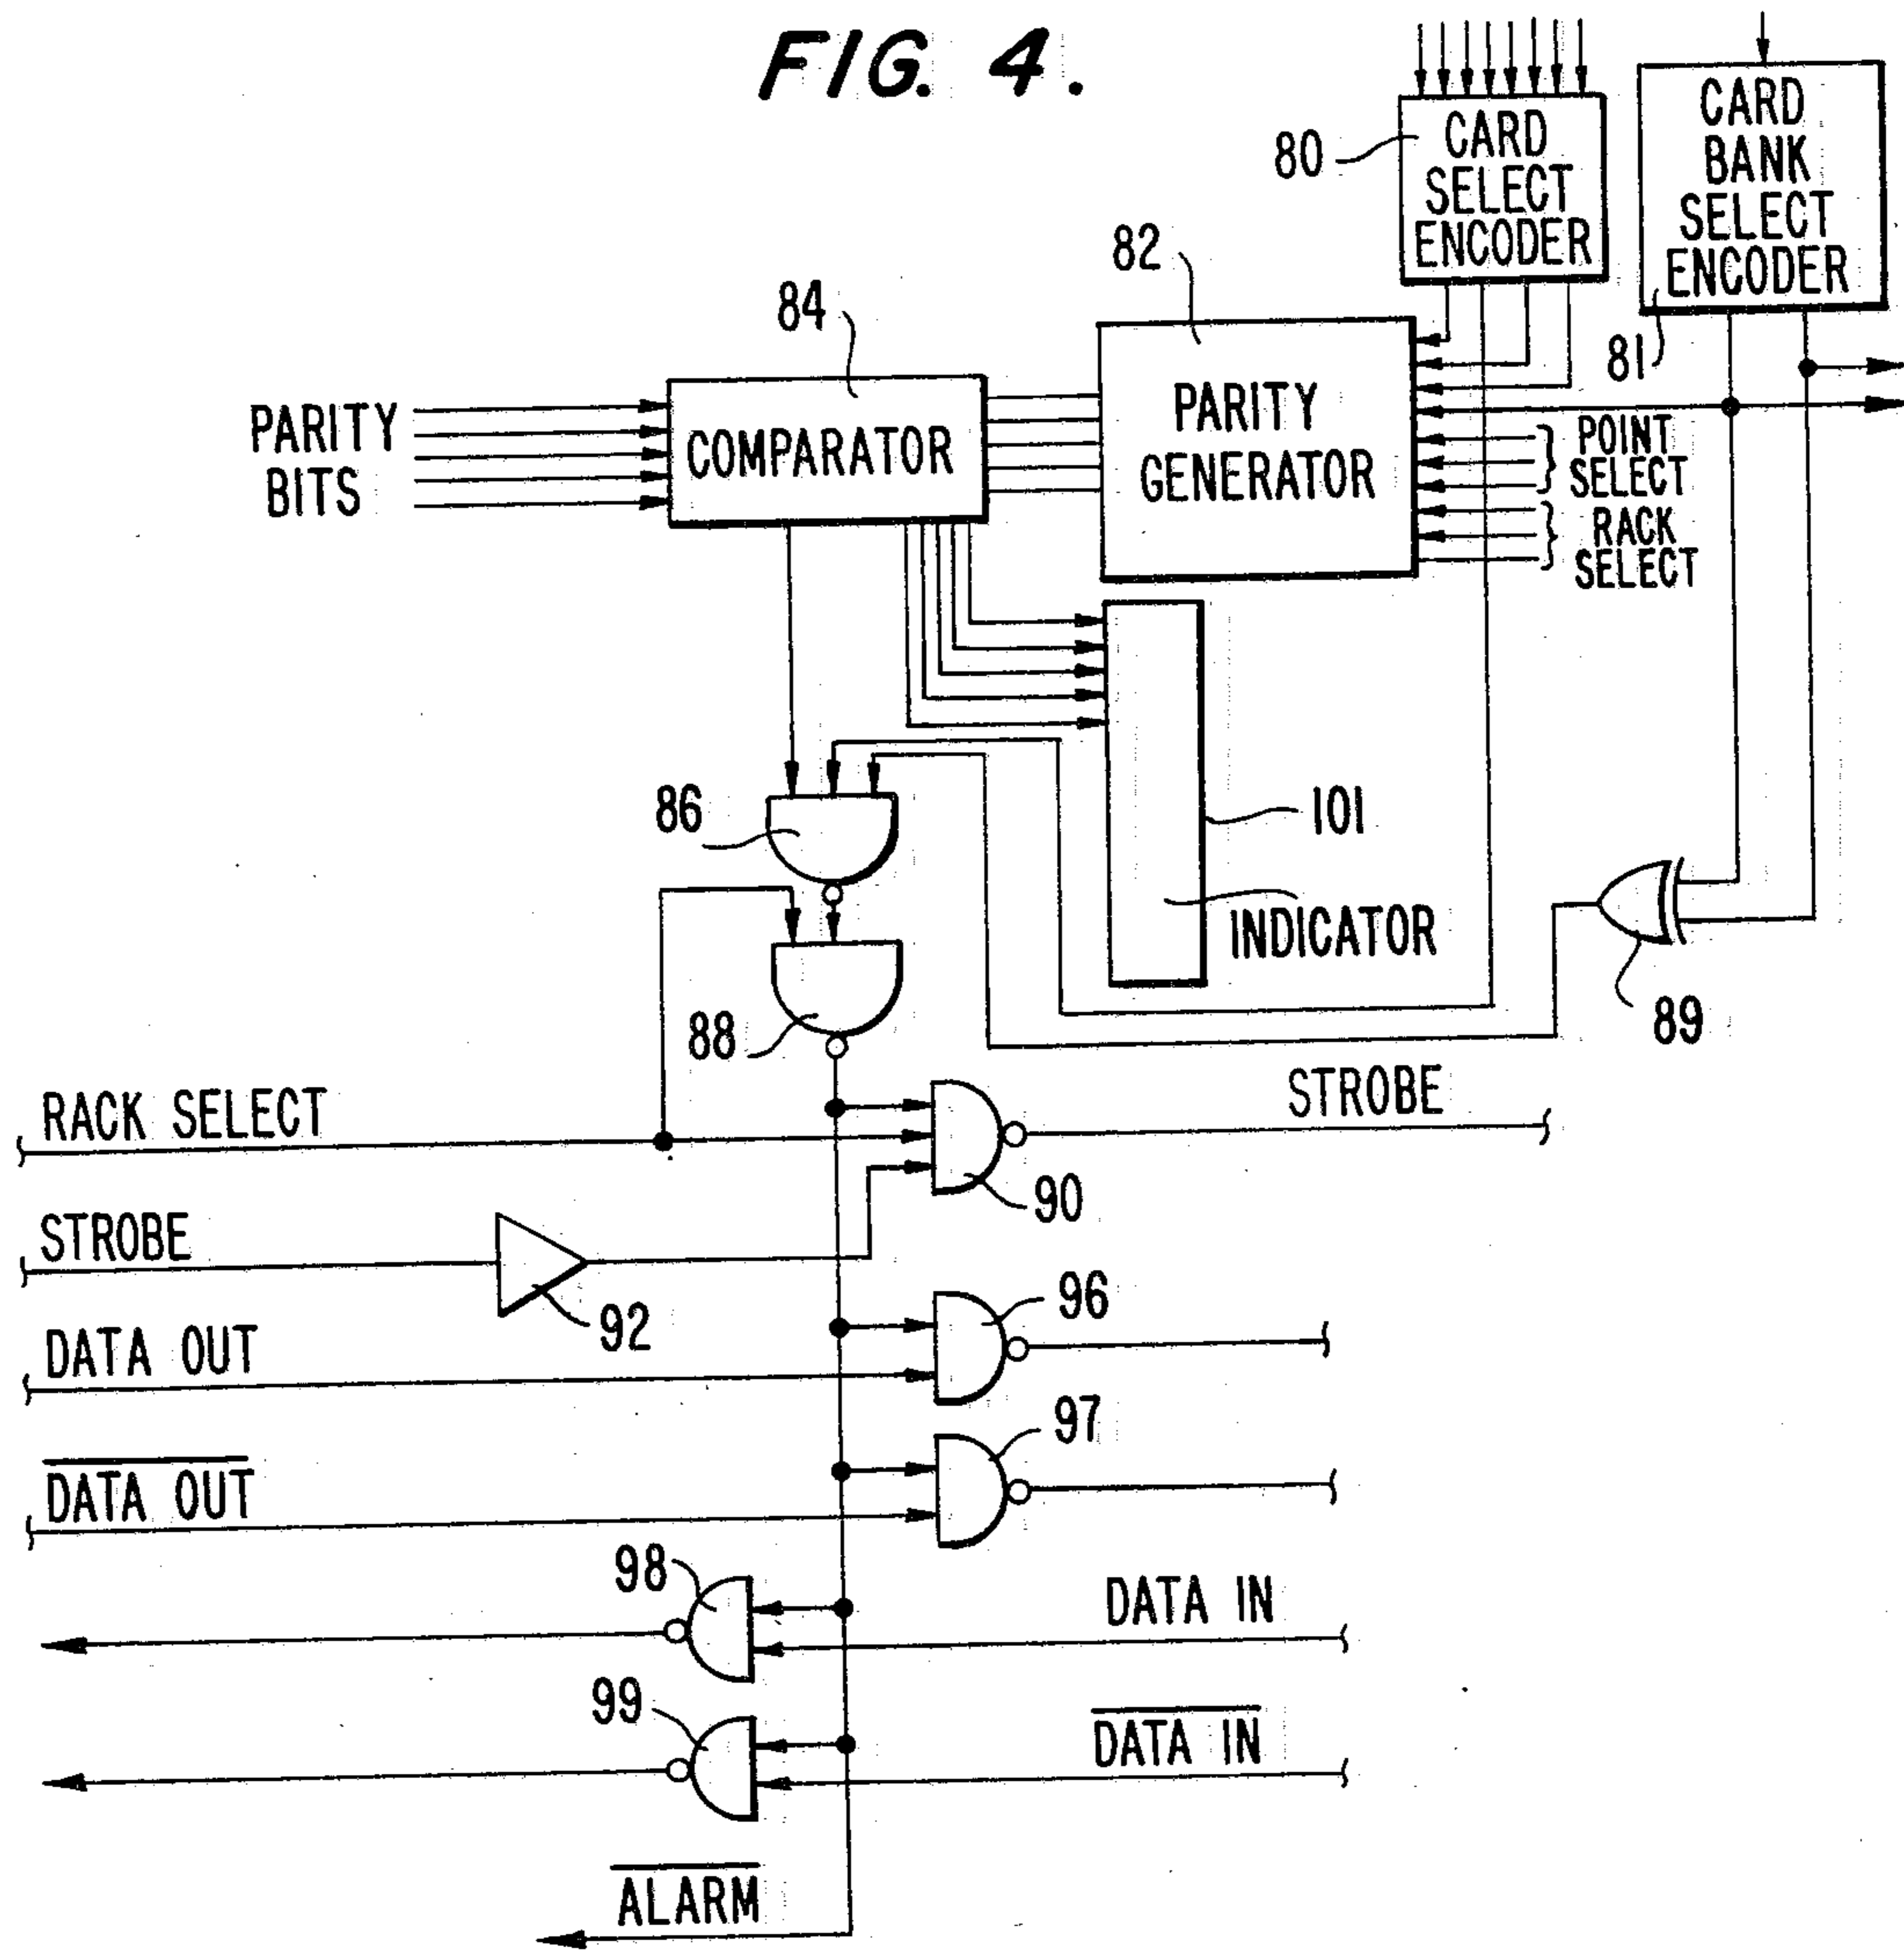 FIG. 4.
80
CARD
SELECT
ENCODER
CARD
BANK
SELECT
ENCODER
81
82
84
PARITY
BITS
COMPARATOR
PARITY
GENERATOR
POINT
SELECT
RACK
SELECT
86
101
INDICATOR
88
89
RACK SELECT
STROBE
90
STROBE
92
96
DATA OUT
97
DATA OUT
98
DATA IN
99
DATA IN
ALARM